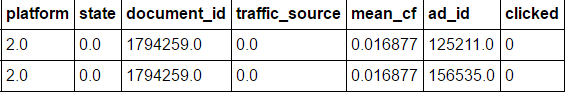 platform state document_id traffic_source mean_cf ad_id clicked
2.0 0.0 1794259.0 0.0 0.016877 125211.0 0
2.0 0.0 1794259.0 0.0 0.016877 156535.0 0